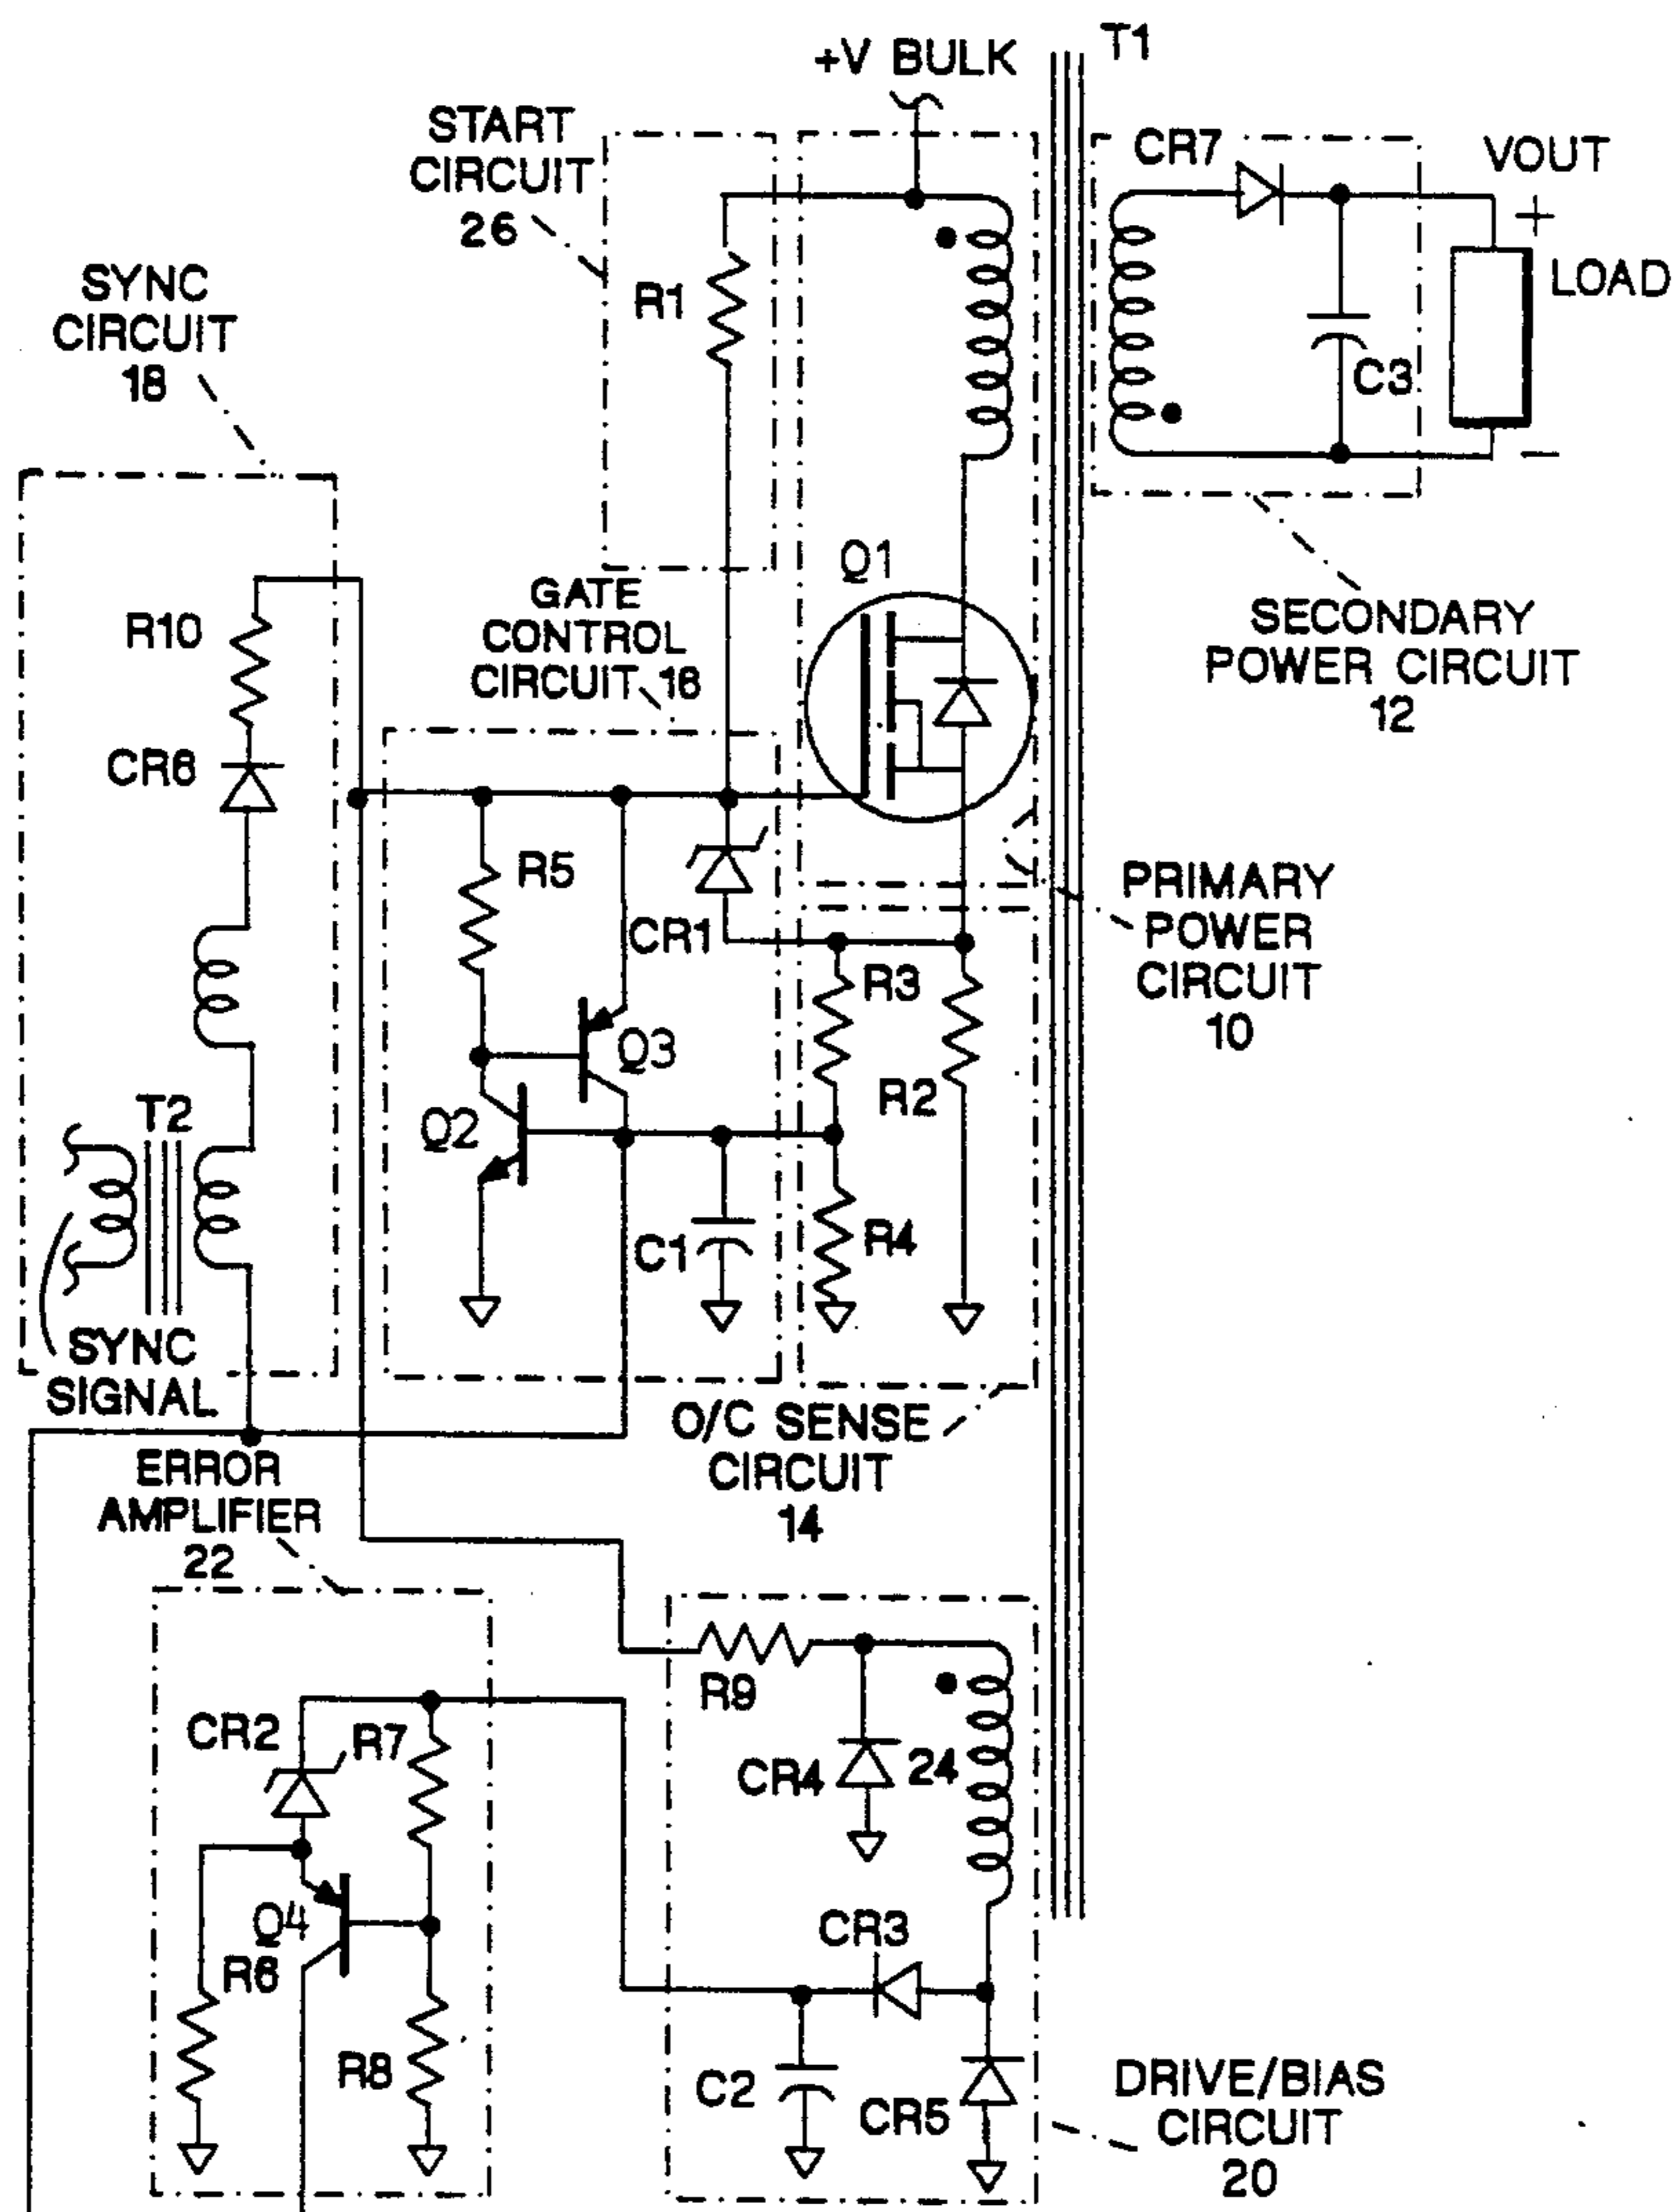 T1
+V BULK
START
CIRCUIT
26
CR7
VOUT
+
R1
LOAD
SYNC
CIRCUIT
18
C3
−
Q1
R10
GATE
CONTROL
CIRCUIT 16
SECONDARY
POWER CIRCUIT
12
CR6
R5
CR1
PRIMARY
POWER
CIRCUIT
10
R3
Q3
R2
T2
Q2
C1
R4
SYNC
SIGNAL
O/C SENSE
CIRCUIT
14
ERROR
AMPLIFIER
22
R9
CR2
R7
CR4
24
Q4
CR3
R6
R8
C2
CR5
DRIVE/BIAS
CIRCUIT
20